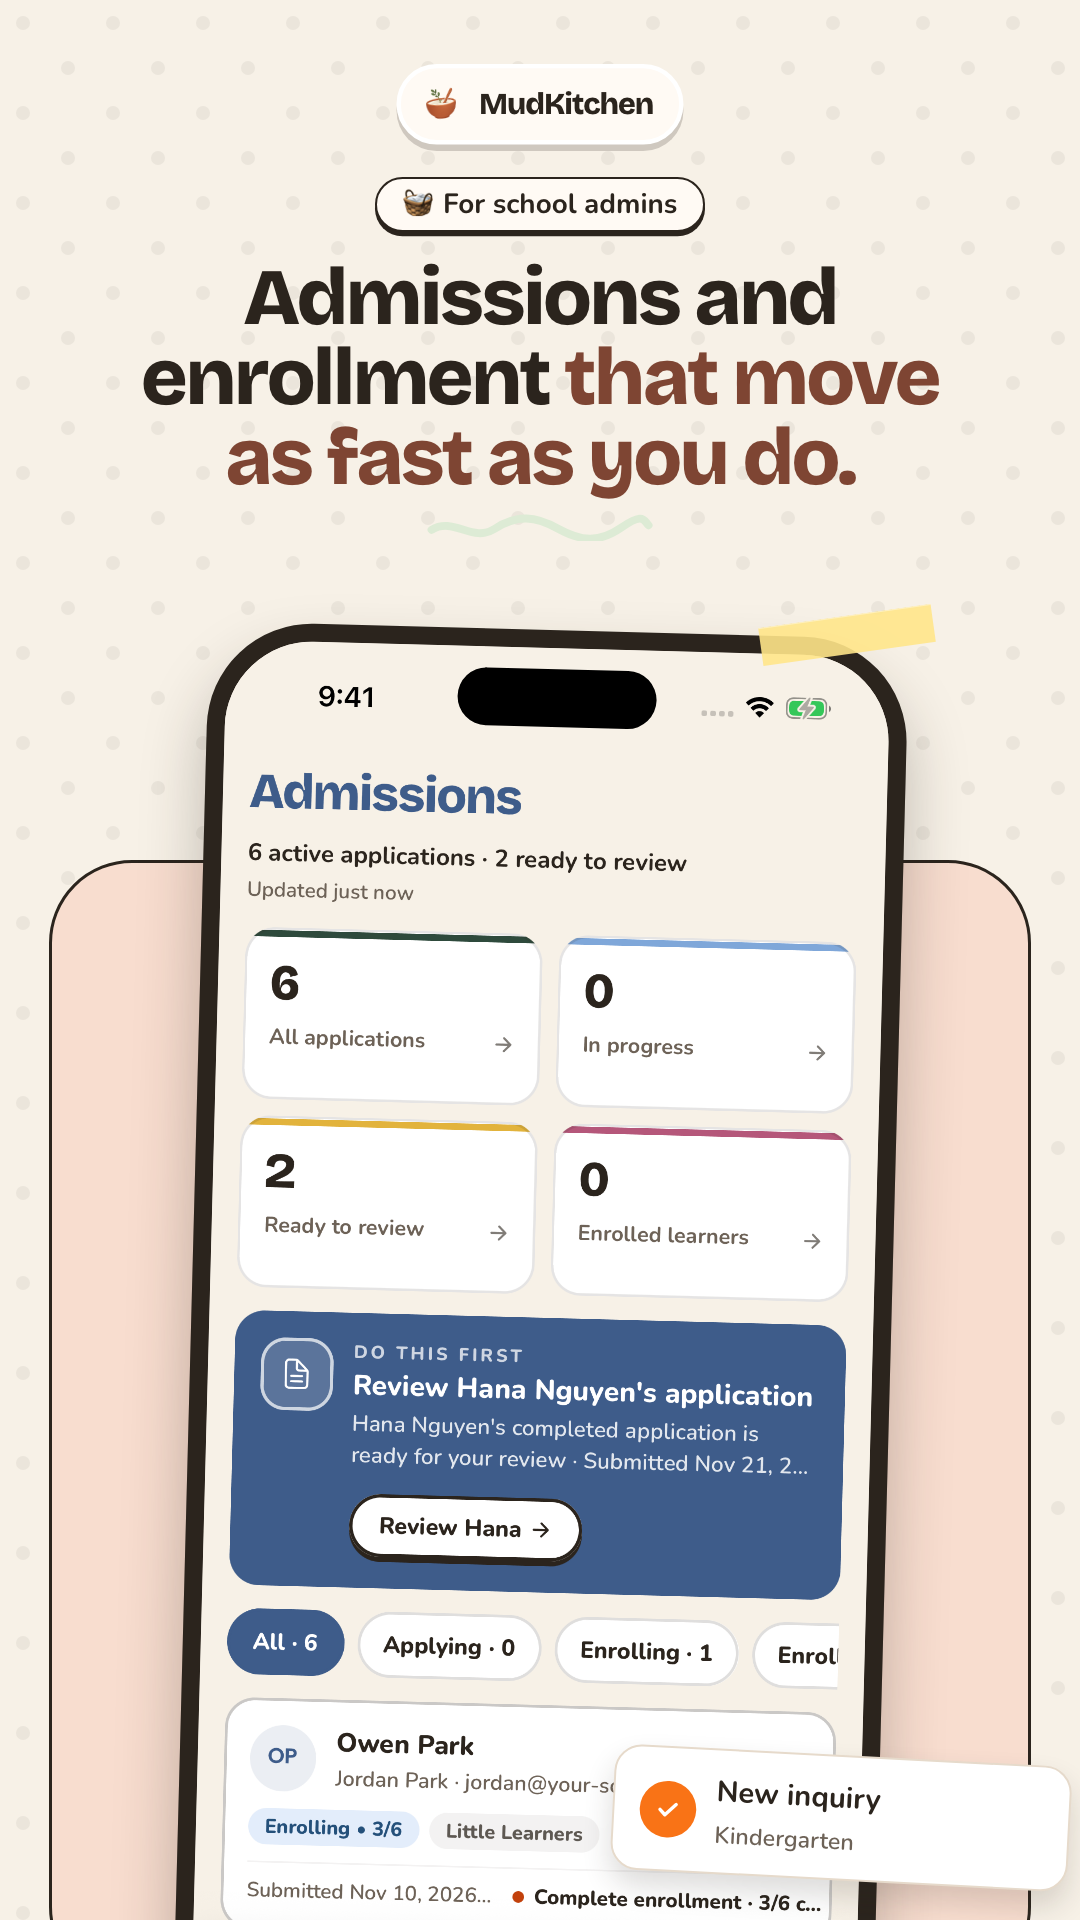 MudKitchen
For school admins
Admissions and
enrollment that move
as fast as you do.
9:41
Admissions
6 active applications · 2 ready to review
Updated just now
6
All applications
0
In progress
2
Ready to review
0
Enrolled learners
DO THIS FIRST
Review Hana Nguyen's application
Hana Nguyen's completed application is
ready for your review · Submitted Nov 21, 2...
Review Hana →
All · 6
Applying · 0
Enrolling · 1
Enroll
OP
Owen Park
Jordan Park · jordan@your-sc
Enrolling • 3/6
Little Learners
New inquiry
Kindergarten
Submitted Nov 10, 2026...
Complete enrollment · 3/6 c...